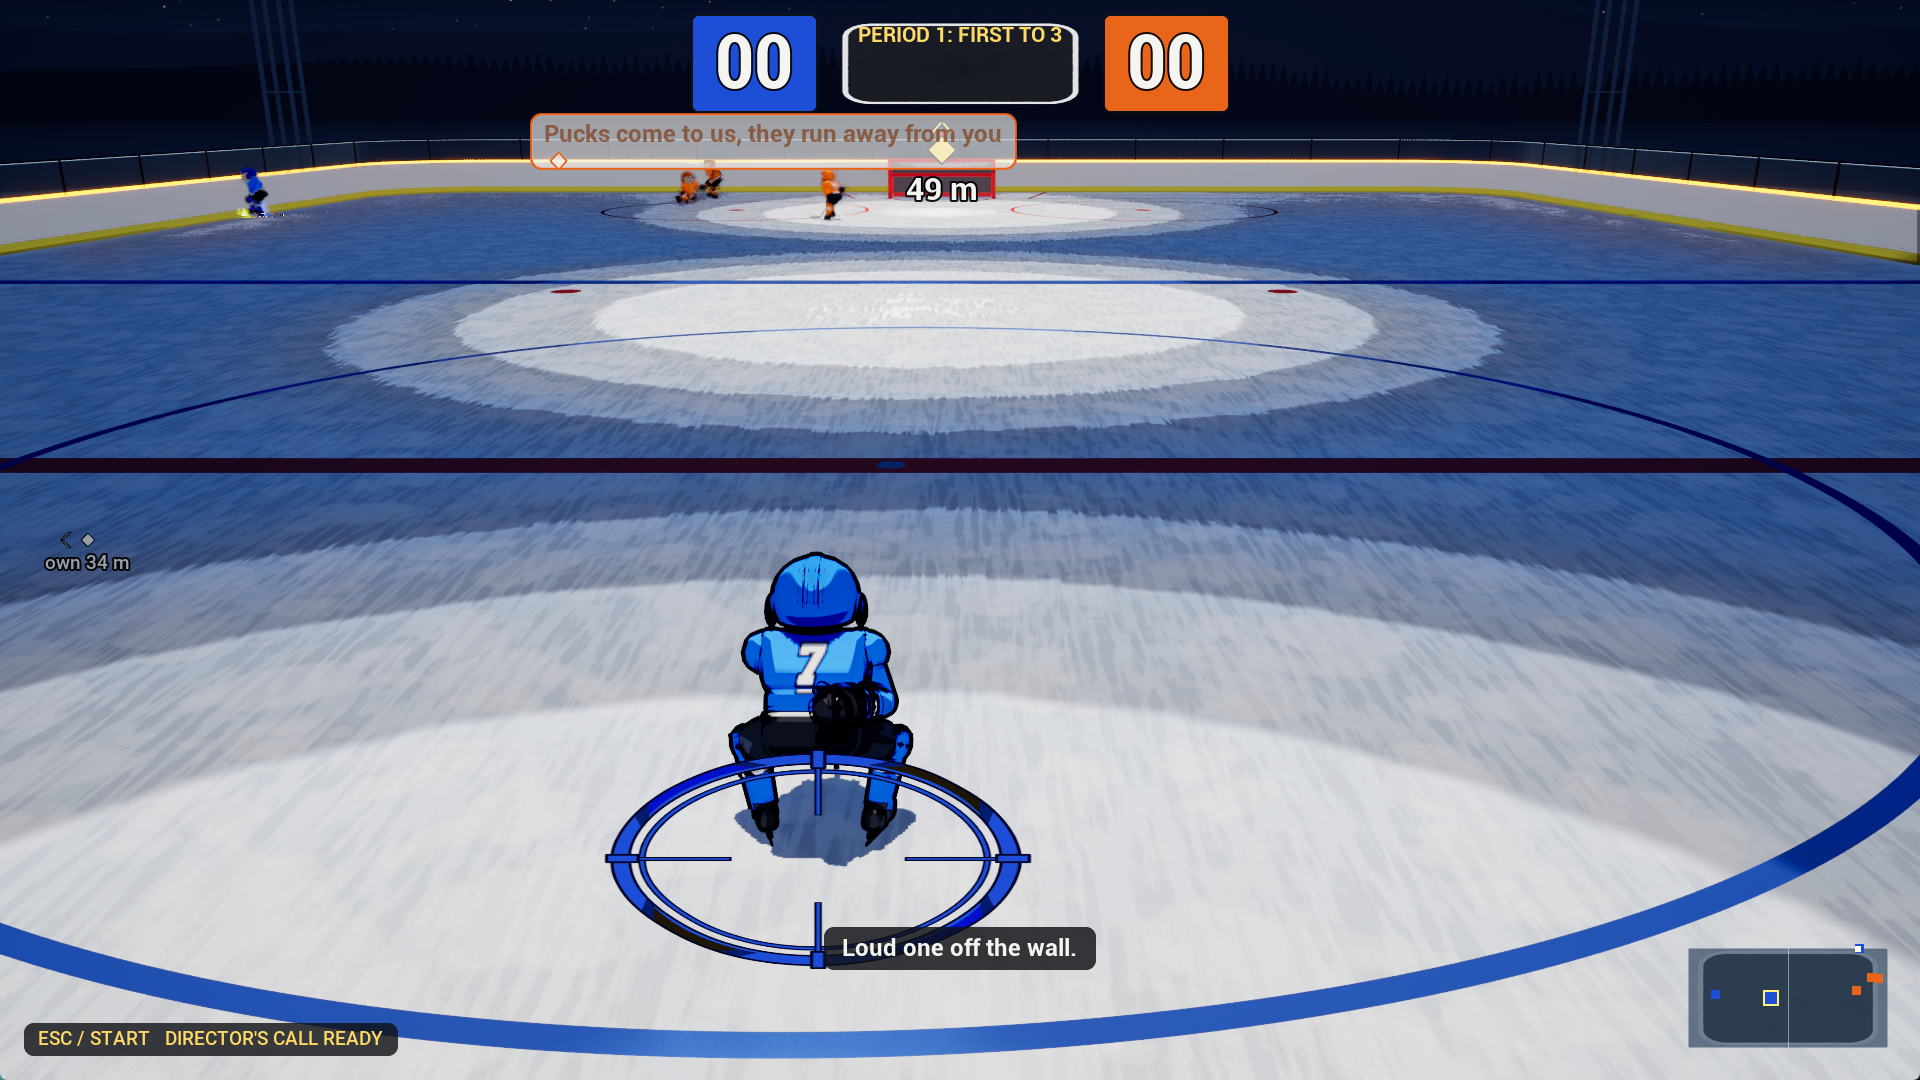 00
PERIOD 1: FIRST TO 3
00
Pucks come to us, they run away from you
49 m
own 34 m
7
Loud one off the wall.
ESC / START DIRECTOR'S CALL READY